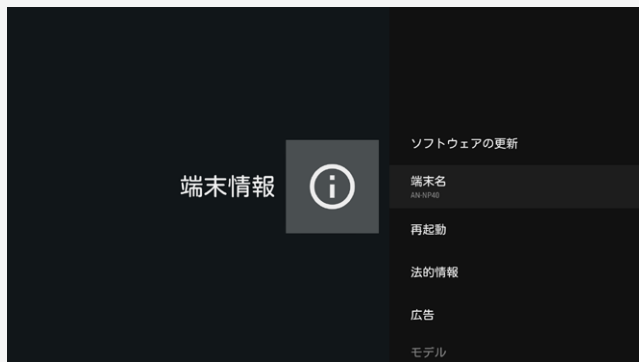 端末情報
ソフトウェアの更新
端末名
AN-NP40
再起動
法的情報
広告
モデル